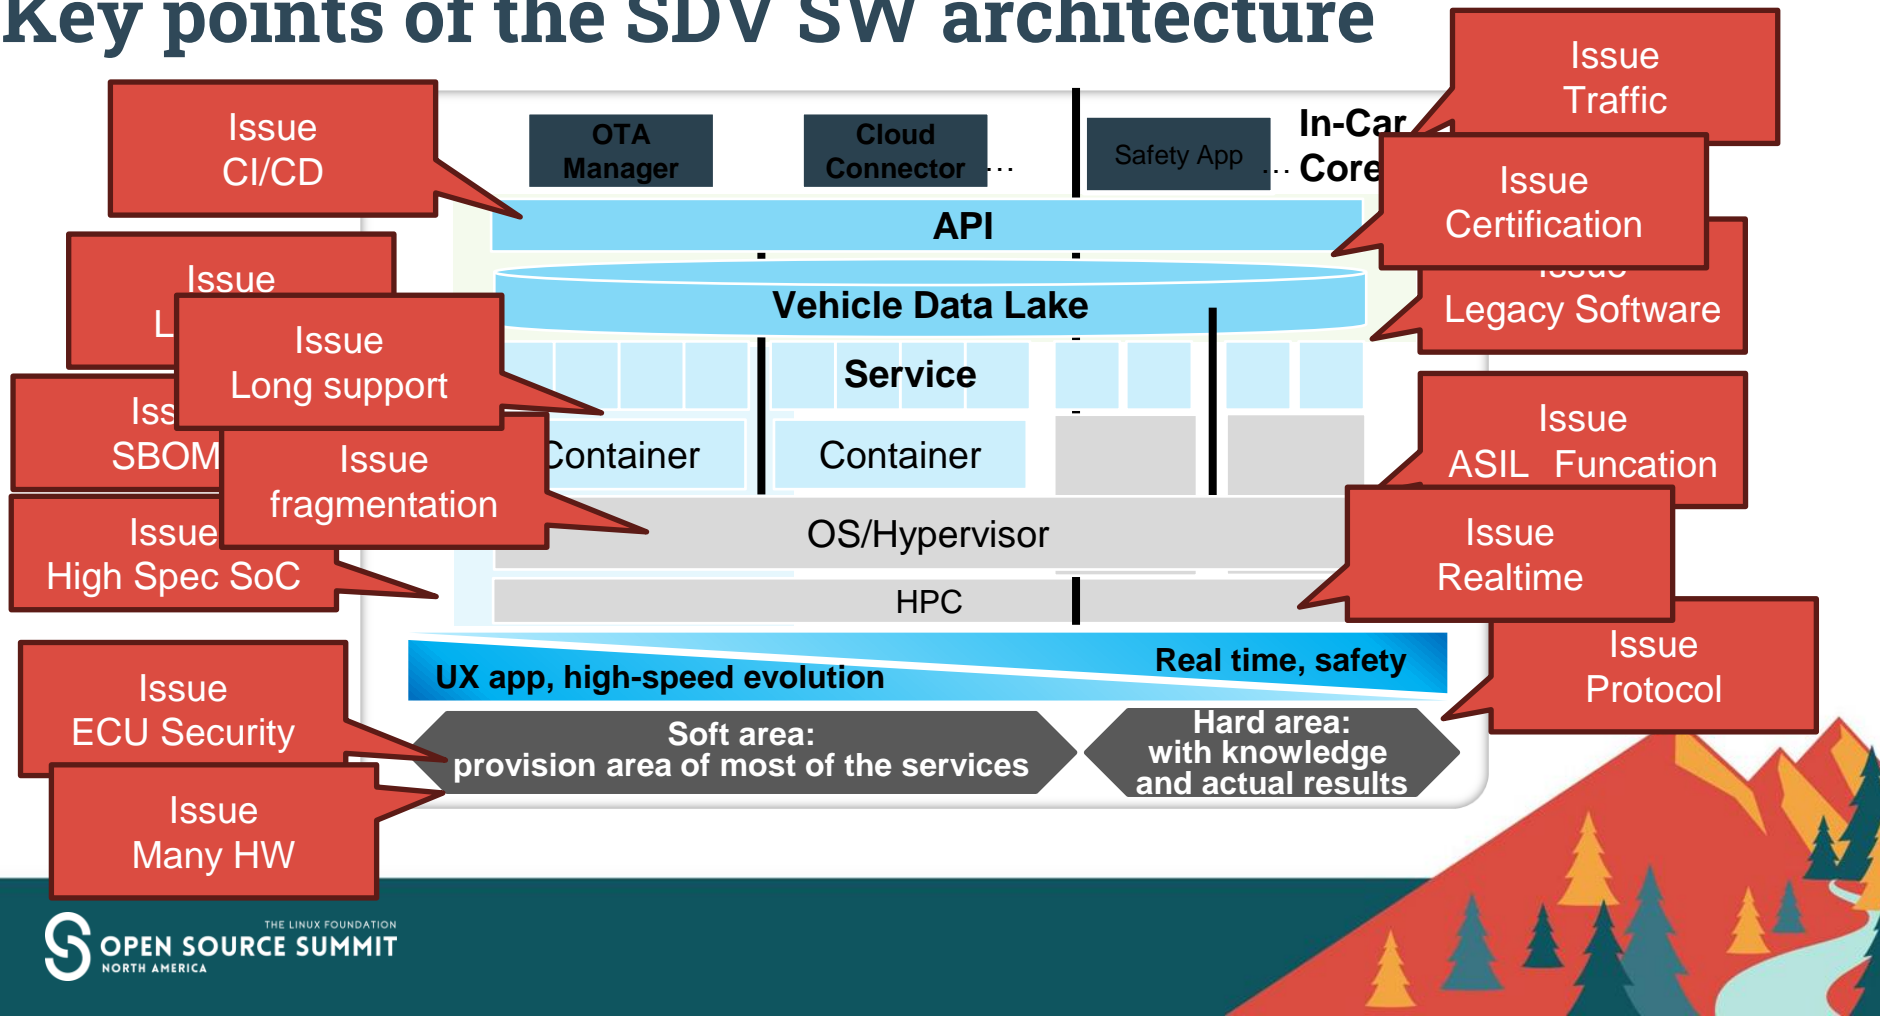 Key points of the SDV SW architecture
Issue
CI/CD
OTA
Manager
Cloud
Connector
...
Safety App
...
In-Car
Core
Issue
Traffic
Issue
Certification
API
Issue
Issue
Legacy Software
Vehicle Data Lake
Issue
Long support
Service
SBOM
Issue
fragmentation
Container
Container
Issue
ASIL Funcation
Issue
High Spec SoC
OS/Hypervisor
Issue
Realtime
HPC
UX app, high-speed evolution
Real time, safety
Issue
Protocol
Issue
ECU Security
Soft area:
provision area of most of the services
Hard area:
with knowledge
and actual results
Issue
Many HW
THE LINUX FOUNDATION
OPEN SOURCE SUMMIT
NORTH AMERICA